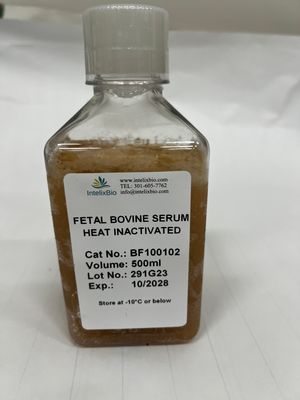 www.intelixbio.com
TEL: 301-605-7762
info@intelixbio.com
IntelixBio
FETAL BOVINE SERUM
HEAT INACTIVATED
Cat No.: BF100102
Volume: 500ml
Lot No.: 291G23
Exp.: 10/2028
Store at -10°C or below